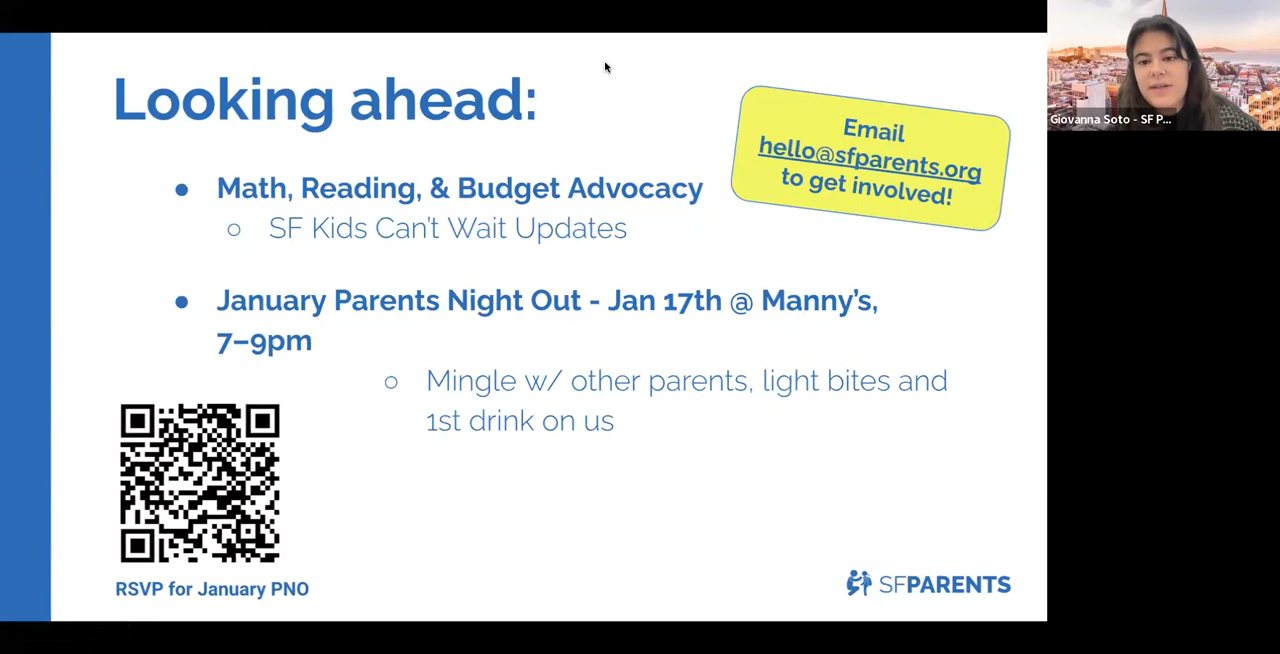 Looking ahead:
Email
hello@sfparents.org
to get involved!
● Math, Reading, & Budget Advocacy
○ SF Kids Can't Wait Updates
● January Parents Night Out - Jan 17th @ Manny's,
7–9pm
○ Mingle w/ other parents, light bites and
1st drink on us
RSVP for January PNO
SFPARENTS
Giovanna Soto - SF P...